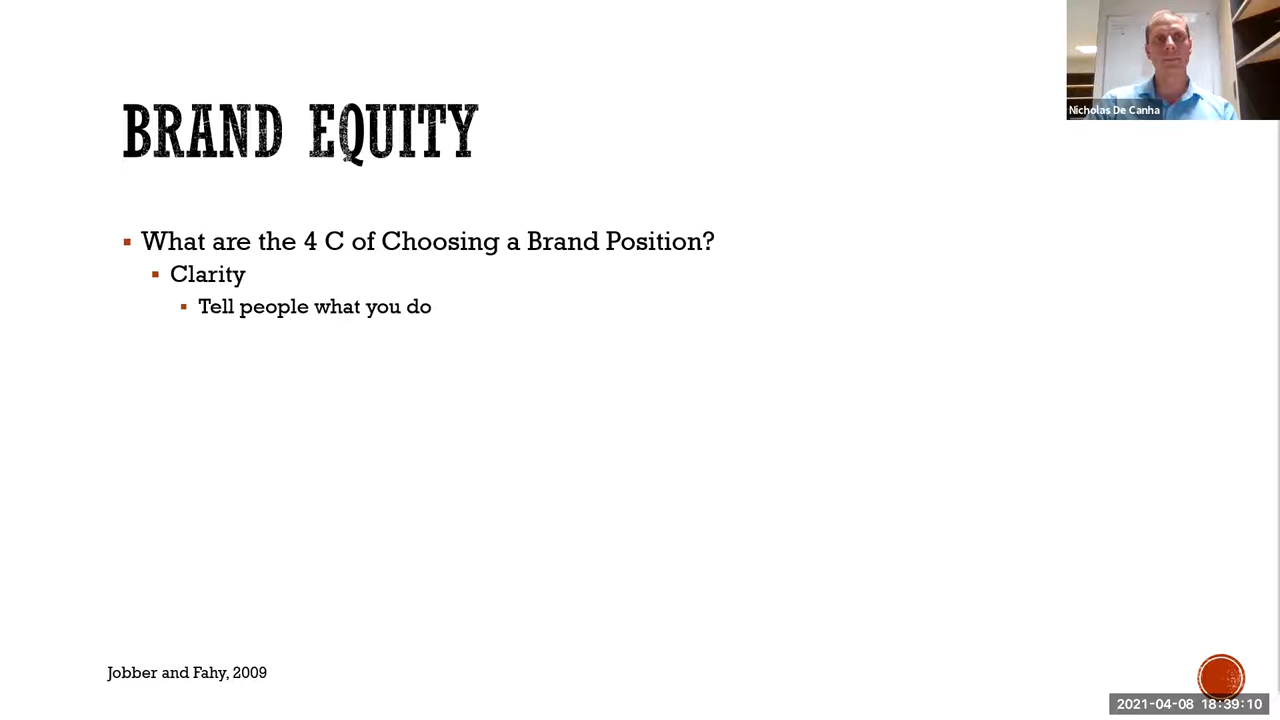 BRAND EQUITY
What are the 4 C of Choosing a Brand Position?
Clarity
Tell people what you do
Jobber and Fahy, 2009
Nicholas De Canha
2021-04-08 18:39:10